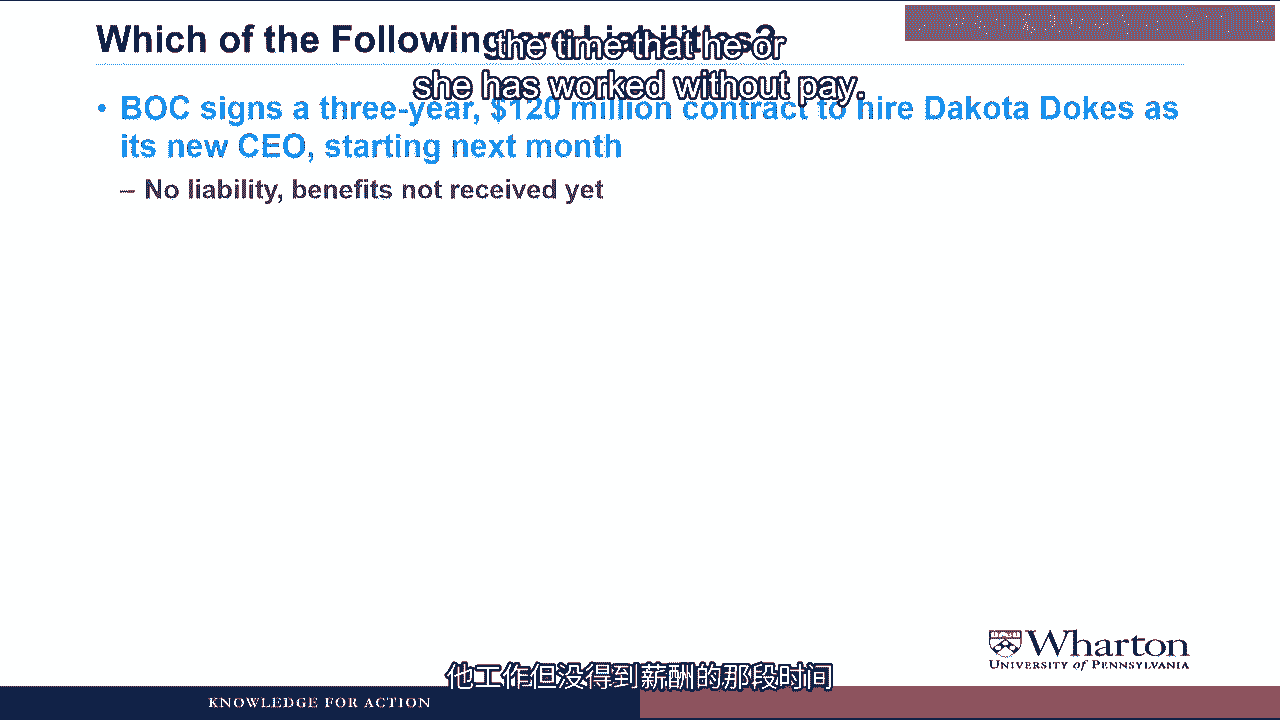 Which of the Following are Liabilities?
the time that he or
she has worked without pay.
• BOC signs a three-year, $120 million contract to hire Dakota Dokes as
its new CEO, starting next month
– No liability, benefits not received yet
Wharton
UNIVERSITY of PENNSYLVANIA
他工作但没得到薪酬的那段时间
KNOWLEDGE FOR ACTION